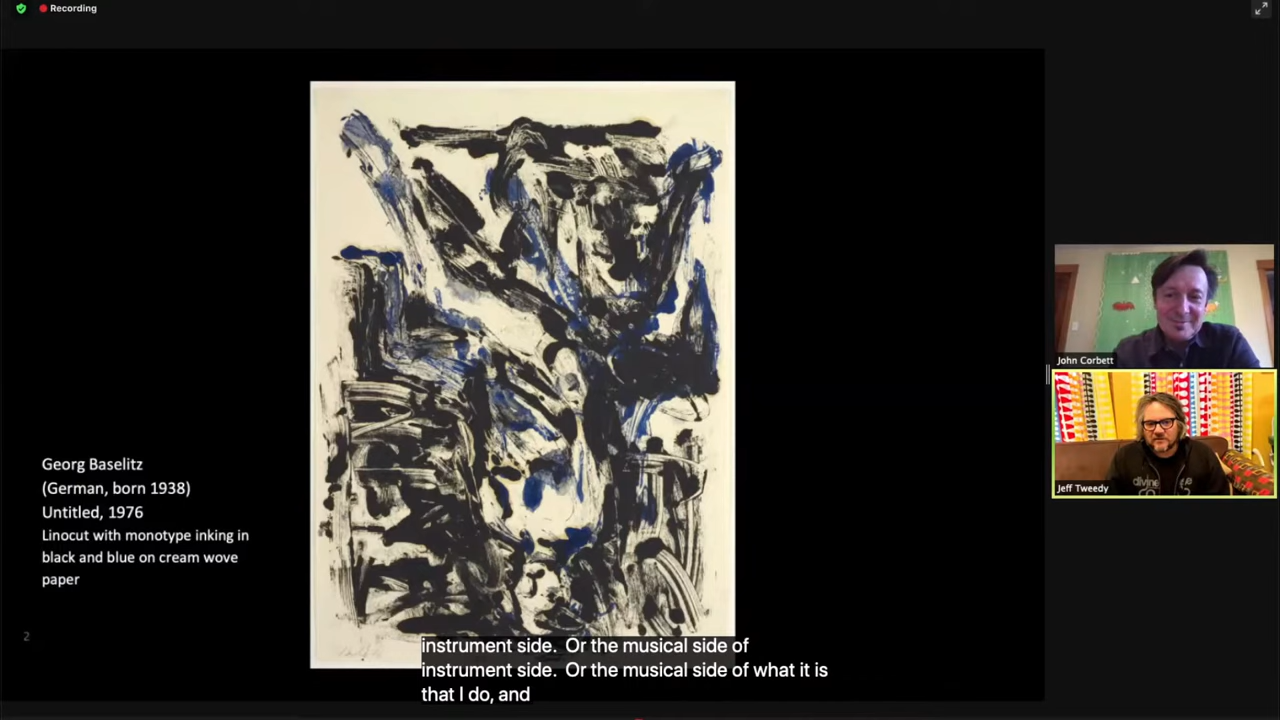 Recording
John Corbett
Georg Baselitz
(German, born 1938)
Untitled, 1976
Linocut with monotype inking in
black and blue on cream wove
paper
Jeff Tweedy
2
instrument side.  Or the musical side of
instrument side.  Or the musical side of what it is
that I do, and